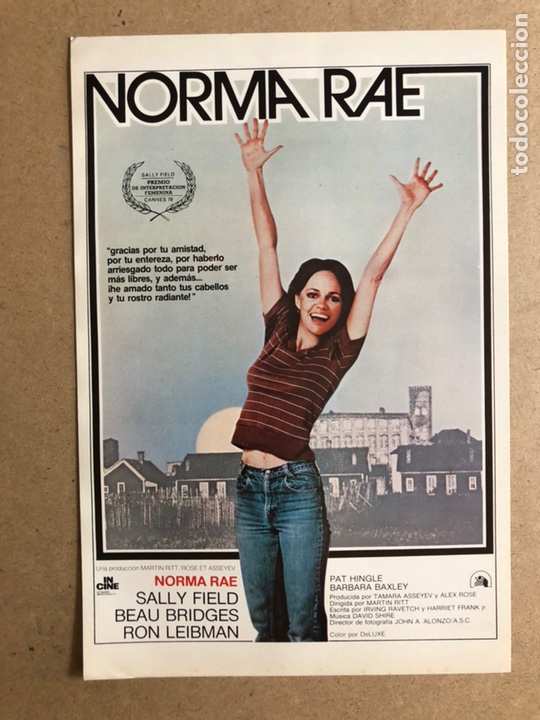 NORMA RAE
SALLY FIELD
PREMIO
DE INTERPRETACION
FEMENINA
CANNES 79
"gracias por tu amistad,
por tu entereza, por haberlo
arriesgado todo para poder ser
más libres, y además...
¡he amado tanto tus cabellos
y tu rostro radiante!"
Una producción MARTIN RITT/ROSE ET ASSEYEV
IN
CINE
NORMA RAE
SALLY FIELD
BEAU BRIDGES
RON LEIBMAN
PAT HINGLE
BARBARA BAXLEY
Producida por TAMARA ASSEYEV y ALEX ROSE
Dirigida por MARTIN RITT
Escrita por IRVING RAVETCH y HARRIET FRANK jr.
Música DAVID SHIRE
Director de fotografía JOHN A. ALONZO/A.S.C.
Color por DeLUXE
todocoleccion